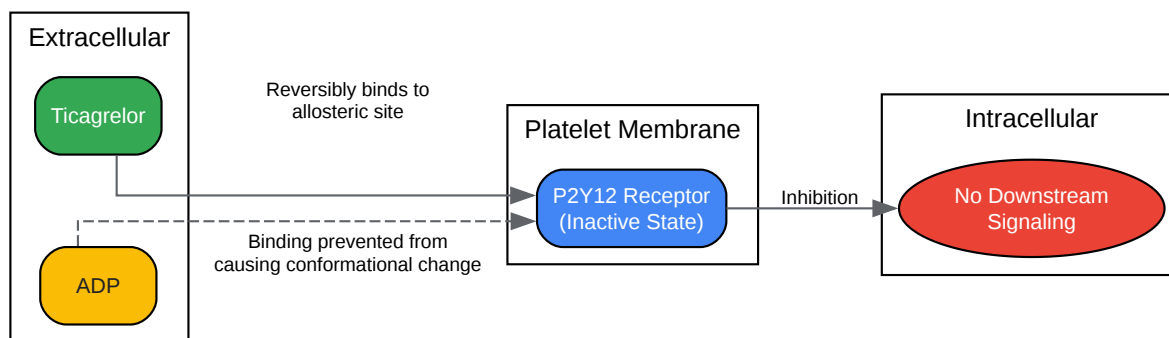 Extracellular
Ticagrelor
Reversibly binds to
allosteric site
Platelet Membrane
P2Y12 Receptor
(Inactive State)
Inhibition
Intracellular
No Downstream
Signaling
Binding prevented from
causing conformational change
ADP